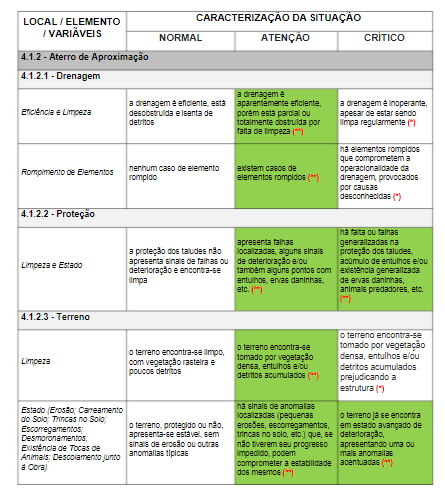 LOCAL / ELEMENTO
/ VARIÁVEIS
CARACTERIZAÇÃO DA SITUAÇÃO
NORMAL
ATENÇÃO
CRÍTICO
4.1.2 - Aterro de Aproximação
4.1.2.1 - Drenagem
Eficiência e Limpeza
a drenagem é eficiente, está
desobstruída e isenta de
detritos
a drenagem é
aparentemente eficiente,
porém está parcial ou
totalmente obstruída por
falta de limpeza (**)
a drenagem é inoperante,
apesar de estar sendo
limpa regularmente (*)
Rompimento de Elementos
nenhum caso de elemento
rompido
existem casos de
elementos rompidos (**)
há elementos rompidos
que comprometem a
operacionalidade da
drenagem, provocados
por causas
desconhecidas (*)
4.1.2.2 - Proteção
Limpeza e Estado
a proteção dos taludes não
apresenta sinais de falhas ou
deterioração e encontra-se
limpa
apresenta falhas
localizadas, alguns sinais
de deterioração e/ou
também alguns pontos com
entulhos, ervas daninhas,
etc. (**)
há falta ou falhas
generalizadas na
proteção dos taludes,
acúmulo de entulhos e/ou
existência generalizada
de ervas daninhas,
animais predadores, etc.
(**)
4.1.2.3 - Terreno
Limpeza
o terreno encontra-se limpo,
com vegetação rasteira e
poucos detritos
o terreno encontra-se
tomado por vegetação
densa, entulhos e/ou
detritos acumulados (**)
o terreno encontra-se
tomado por vegetação
densa, entulhos e/ou
detritos acumulados
prejudicando a
estrutura (*)
Estado (Erosão; Carreamento
do Solo; Trincas no Solo;
Escorregamentos;
Desmoronamentos;
Existência de Tocas de
Animais; Descolamento junto
à Obra)
o terreno, protegido ou não,
apresenta-se estável, sem
sinais de erosão ou outras
anomalias típicas
há sinais de anomalias
localizadas (pequenas
erosões, escorregamentos,
trincas no solo, etc.) que, se
não tiverem seu progresso
impedido, podem
comprometer a estabilidade
dos mesmos (**)
o terreno já se encontra
em estado avançado de
deterioração,
apresentando uma ou
mais anomalias
acentuadas (**)